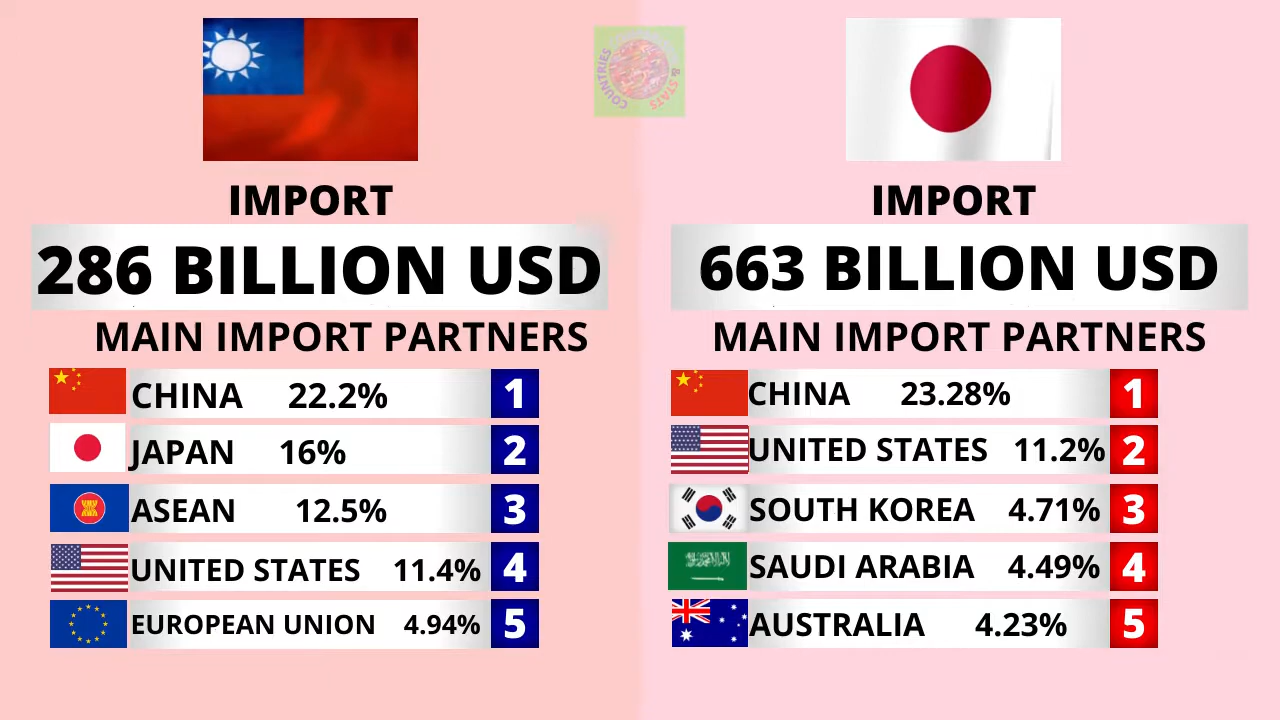 COUNTRIES & STATS
IMPORT
286 BILLION USD
MAIN IMPORT PARTNERS
CHINA 22.2% 1
JAPAN 16% 2
ASEAN 12.5% 3
UNITED STATES 11.4% 4
EUROPEAN UNION 4.94% 5
IMPORT
663 BILLION USD
MAIN IMPORT PARTNERS
CHINA 23.28% 1
UNITED STATES 11.2% 2
SOUTH KOREA 4.71% 3
SAUDI ARABIA 4.49% 4
AUSTRALIA 4.23% 5